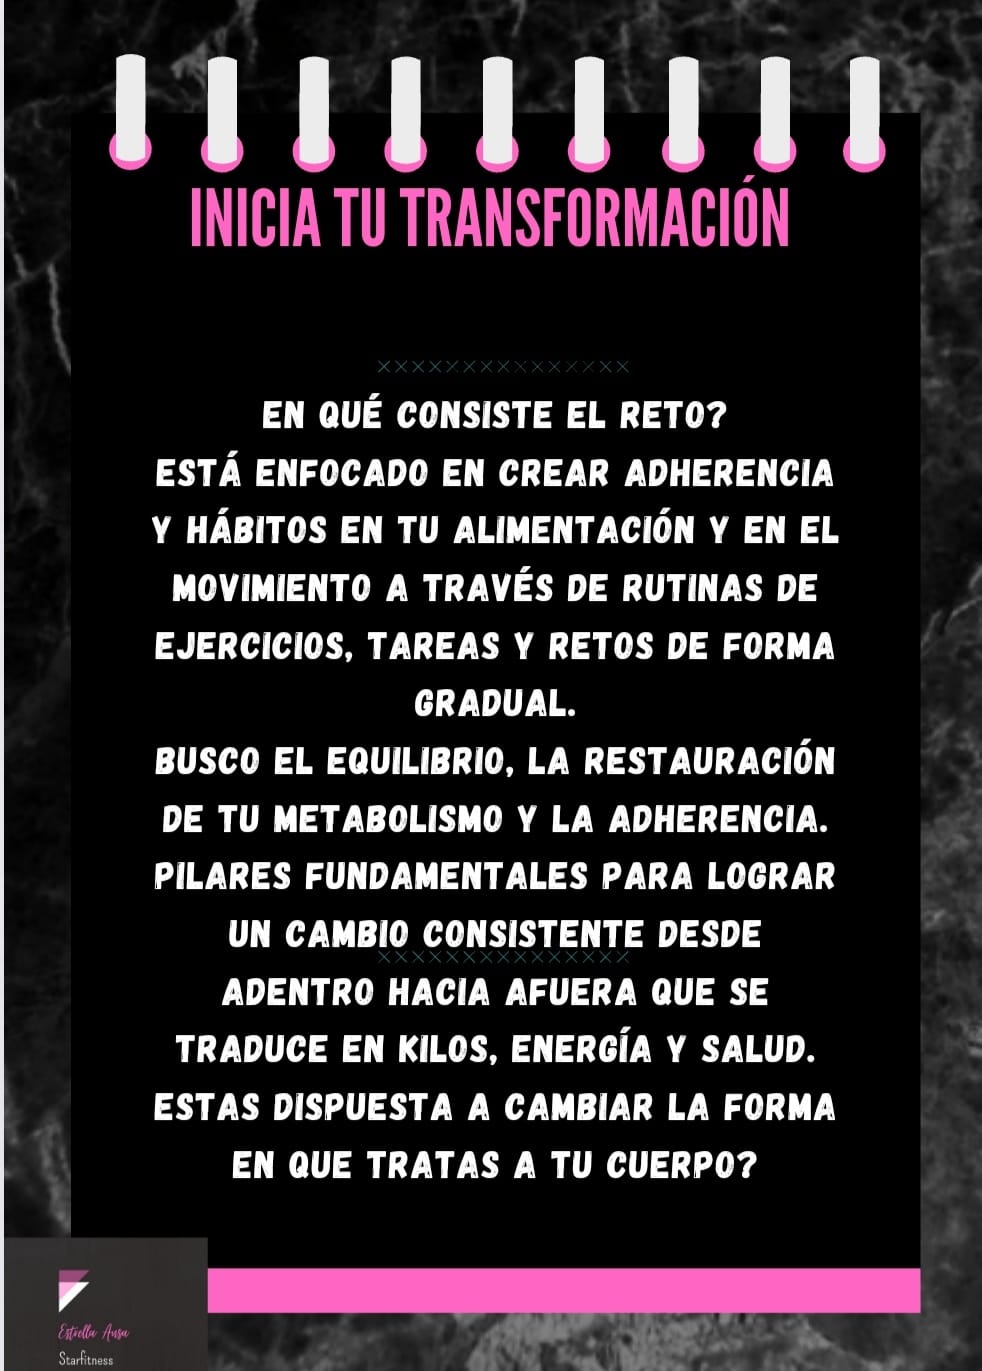 INICIA TU TRANSFORMACIÓN
EN QUÉ CONSISTE EL RETO?
ESTÁ ENFOCADO EN CREAR ADHERENCIA
Y HÁBITOS EN TU ALIMENTACIÓN Y EN EL
MOVIMIENTO A TRAVÉS DE RUTINAS DE
EJERCICIOS, TAREAS Y RETOS DE FORMA
GRADUAL.
BUSCO EL EQUILIBRIO, LA RESTAURACIÓN
DE TU METABOLISMO Y LA ADHERENCIA.
PILARES FUNDAMENTALES PARA LOGRAR
UN CAMBIO CONSISTENTE DESDE
ADENTRO HACIA AFUERA QUE SE
TRADUCE EN KILOS, ENERGÍA Y SALUD.
ESTAS DISPUESTA A CAMBIAR LA FORMA
EN QUE TRATAS A TU CUERPO?
Estrella Ausa
Starfitness